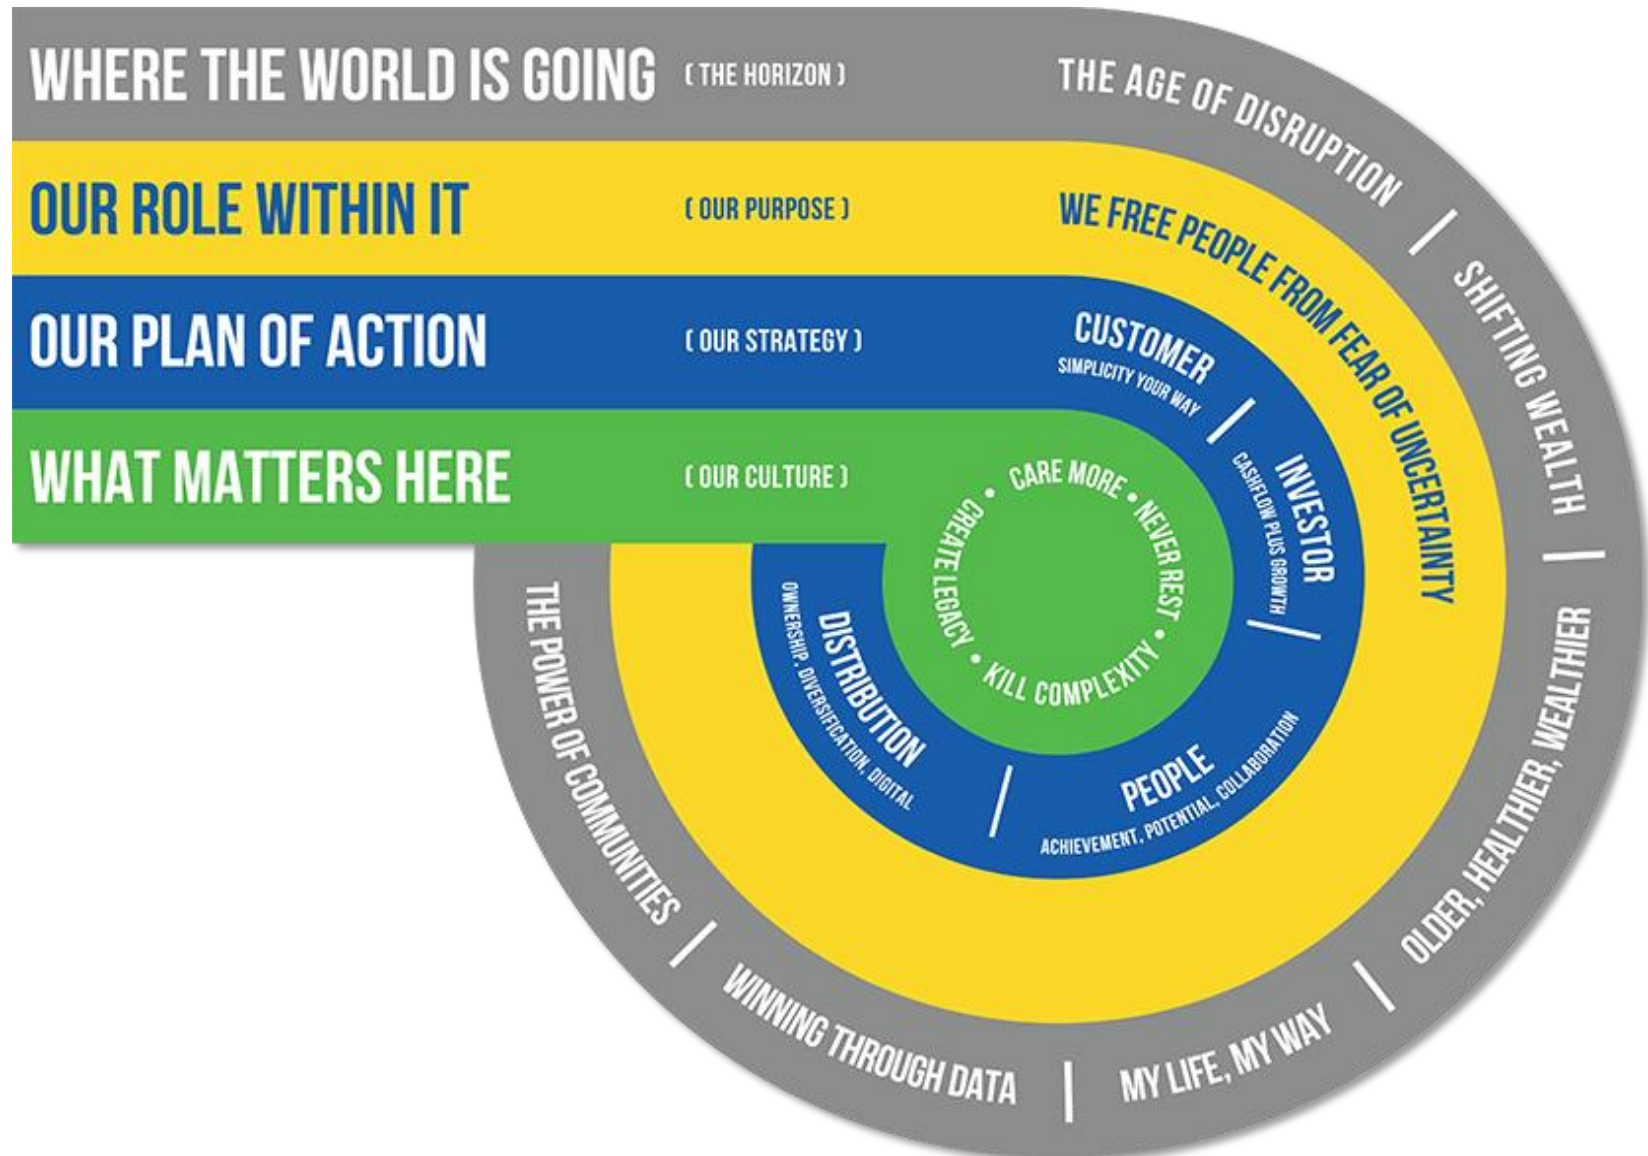 WHERE THE WORLD IS GOING
( THE HORIZON )
THE AGE OF DISRUPTION
SHIFTING WEALTH
OLDER, HEALTHIER, WEALTHIER
MY LIFE, MY WAY
WINNING THROUGH DATA
THE POWER OF COMMUNITIES
OUR ROLE WITHIN IT
( OUR PURPOSE )
WE FREE PEOPLE FROM FEAR OF UNCERTAINTY
OUR PLAN OF ACTION
( OUR STRATEGY )
CUSTOMER
SIMPLICITY YOUR WAY
INVESTOR
CASHFLOW PLUS GROWTH
PEOPLE
ACHIEVEMENT, POTENTIAL, COLLABORATION
DISTRIBUTION
OWNERSHIP, DIVERSIFICATION, DIGITAL
WHAT MATTERS HERE
( OUR CULTURE )
CARE MORE • NEVER REST • KILL COMPLEXITY • CREATE LEGACY •